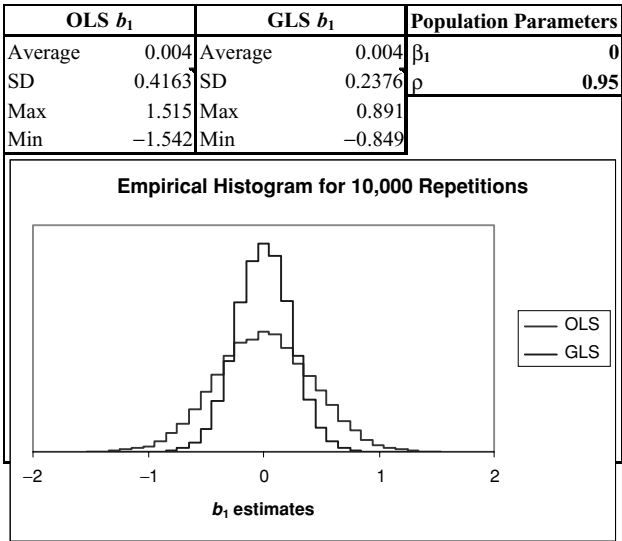 OLS b₁ GLS b₁ Population Parameters
Average 0.004 Average 0.004 β₁ 0
SD 0.4163 SD 0.2376 ρ 0.95
Max 1.515 Max 0.891
Min −1.542 Min −0.849
Empirical Histogram for 10,000 Repetitions
OLS
GLS
−2 −1 0 1 2
b₁ estimates